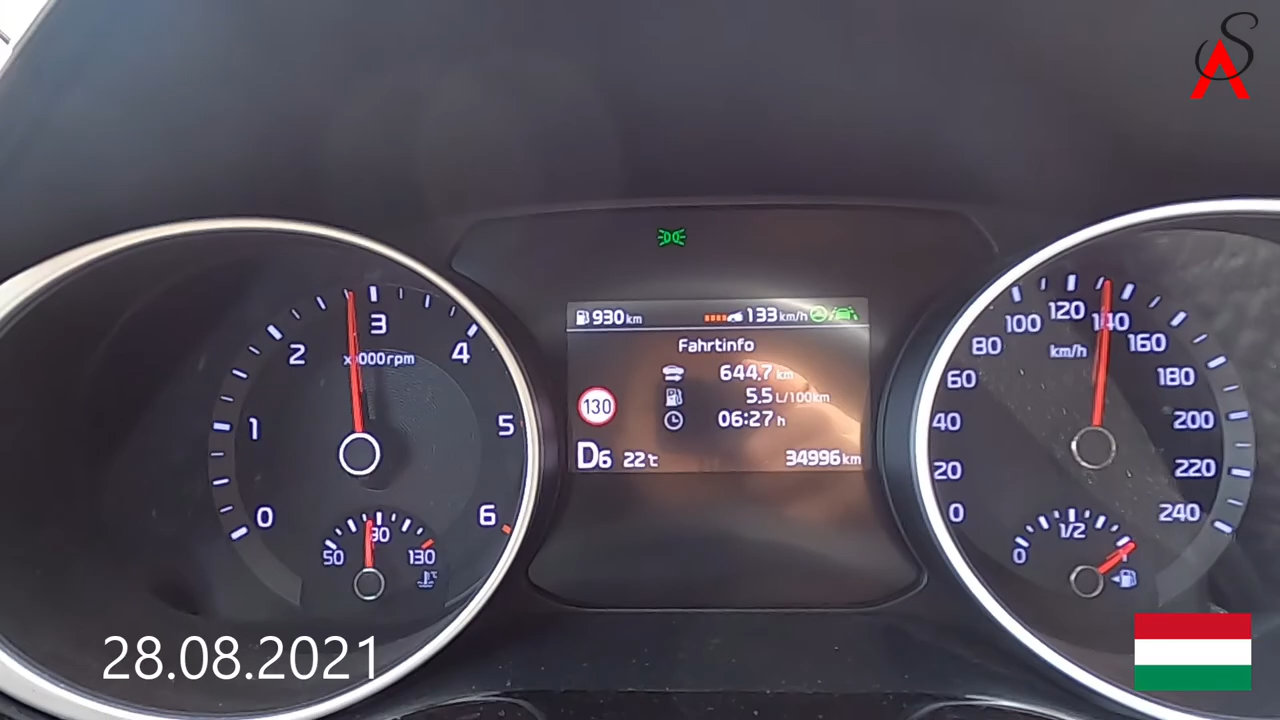 930 km
133 km/h
Fahrtinfo
644.7 km
5.5 L/100km
06:27 h
130
D6 22°C
34996 km
0
1
2
3
4
5
6
x1000rpm
50
90
130
°C
0
20
40
60
80
100
120
140
160
180
200
220
240
km/h
0
1/2
1
28.08.2021
S